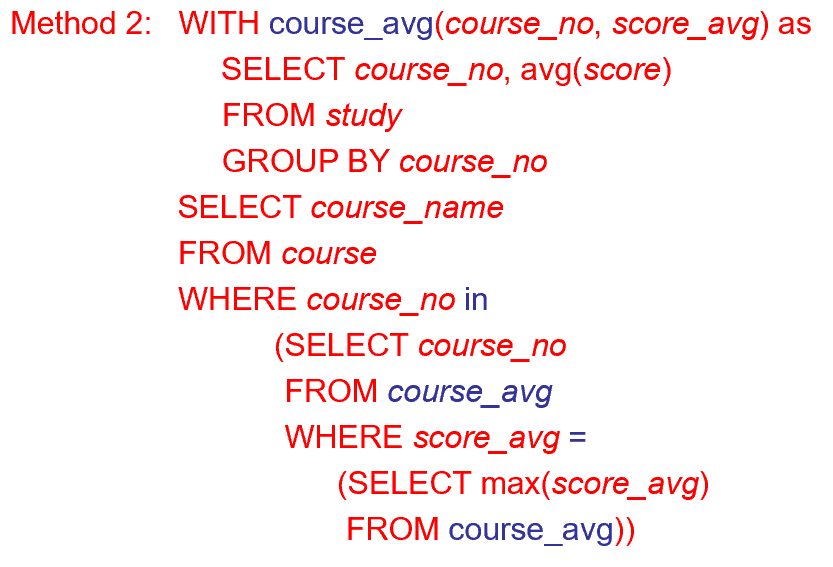 Method 2: WITH course_avg(course_no, score_avg) as
SELECT course_no, avg(score)
FROM study
GROUP BY course_no
SELECT course_name
FROM course
WHERE course_no in
(SELECT course_no
FROM course_avg
WHERE score_avg =
(SELECT max(score_avg)
FROM course_avg))